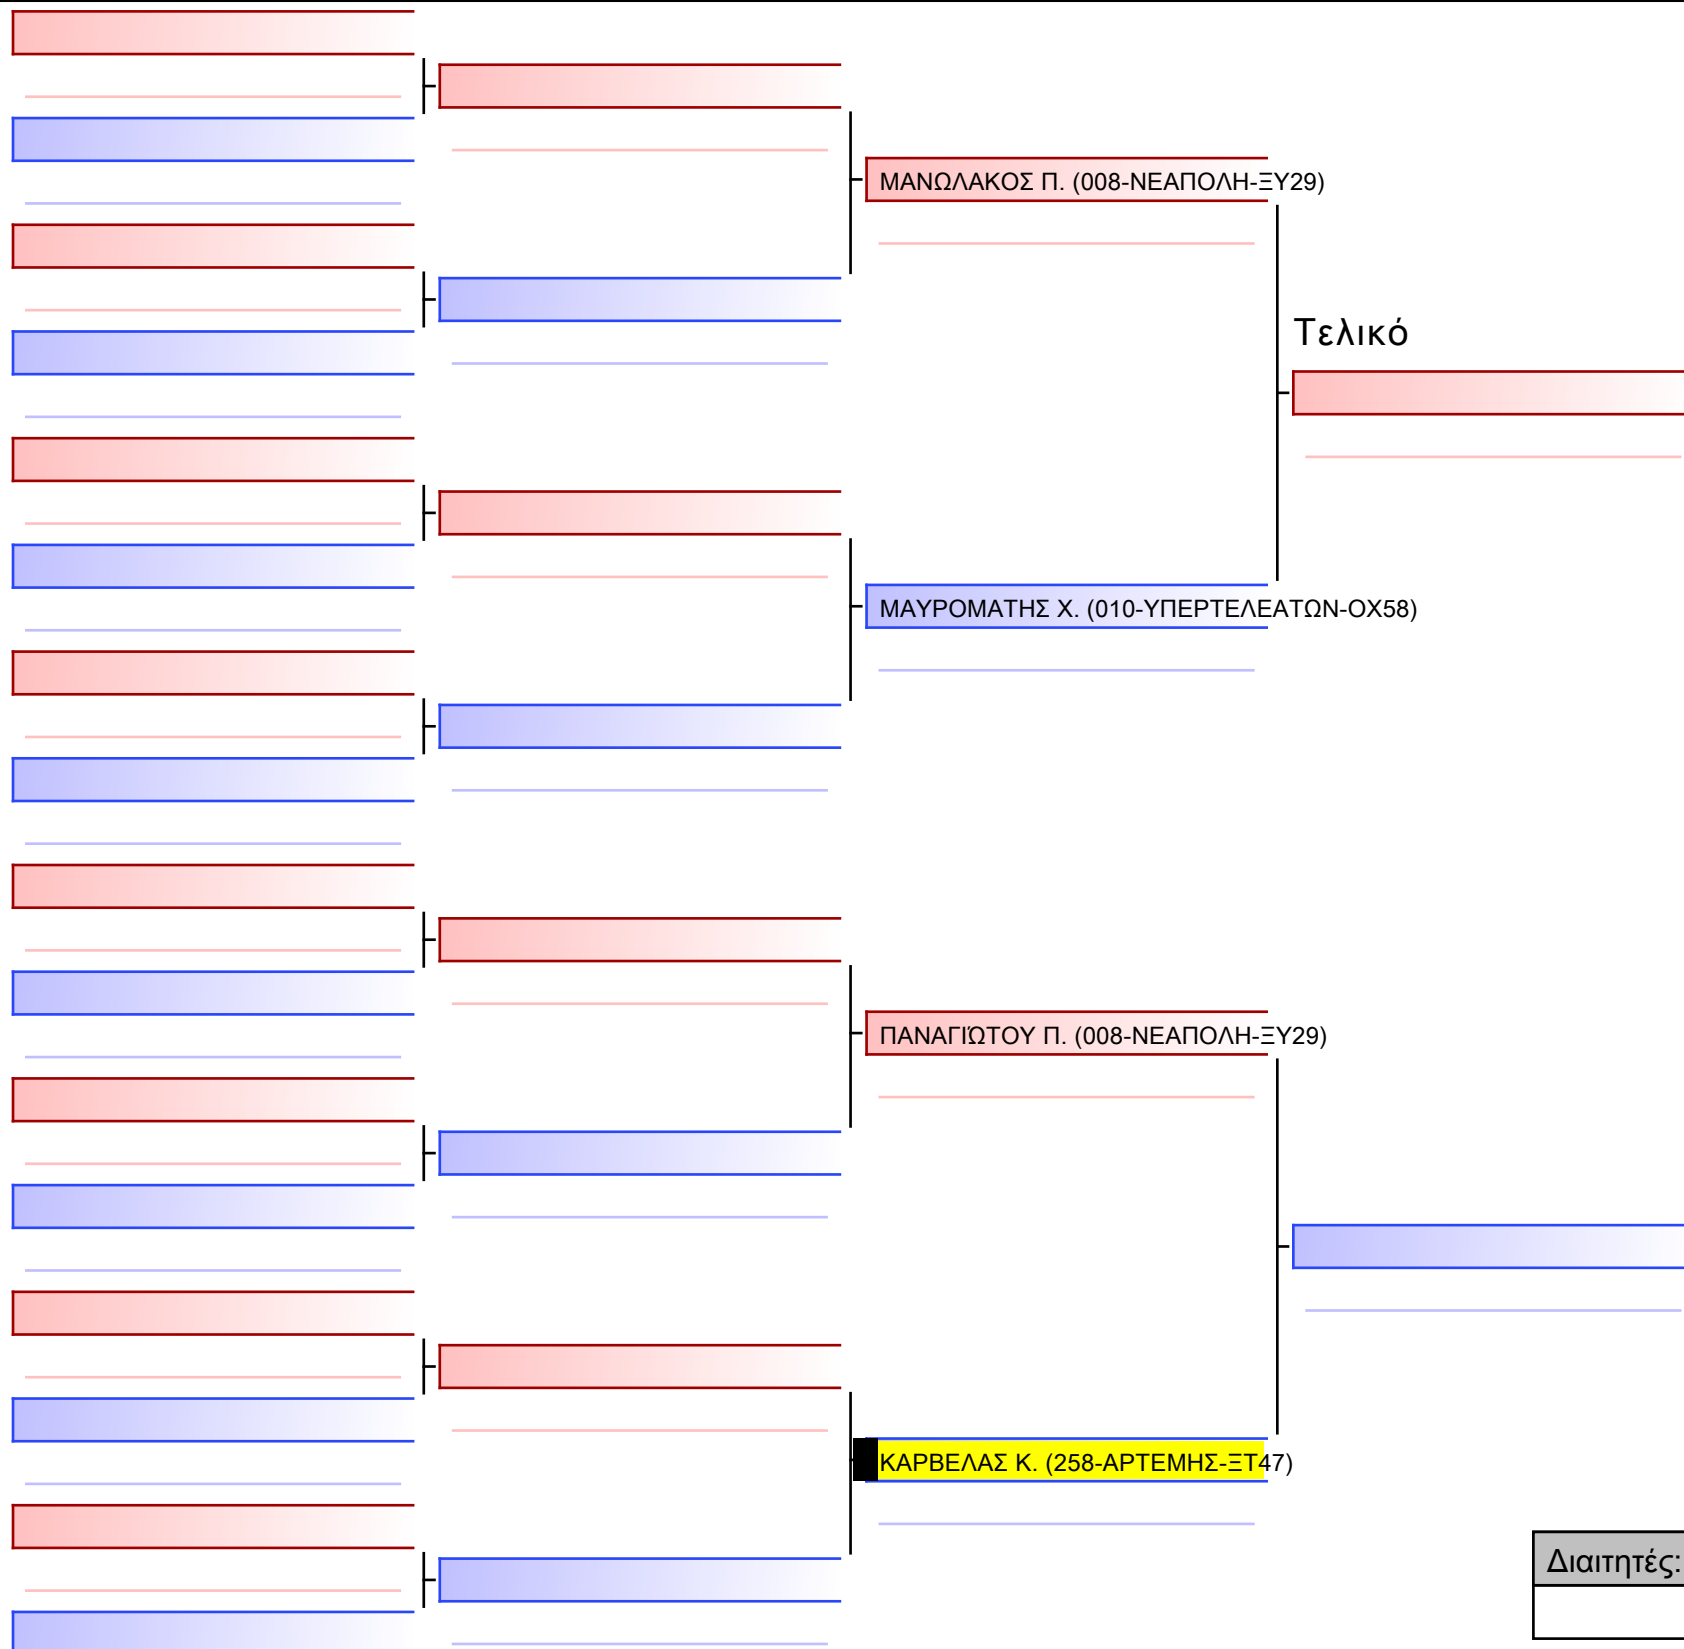 ΜΑΝΩΛΑΚΟΣ Π. (008-ΝΕΑΠΟΛΗ-ΞΥ29)
Τελικό
ΜΑΥΡΟΜΑΤΗΣ Χ. (010-ΥΠΕΡΤΕΛΕΑΤΩΝ-ΟΧ58)
ΠΑΝΑΓΙΏΤΟΥ Π. (008-ΝΕΑΠΟΛΗ-ΞΥ29)
ΚΑΡΒΕΛΑΣ Κ. (258-ΑΡΤΕΜΗΣ-ΞΤ47)
Διαιτητές: